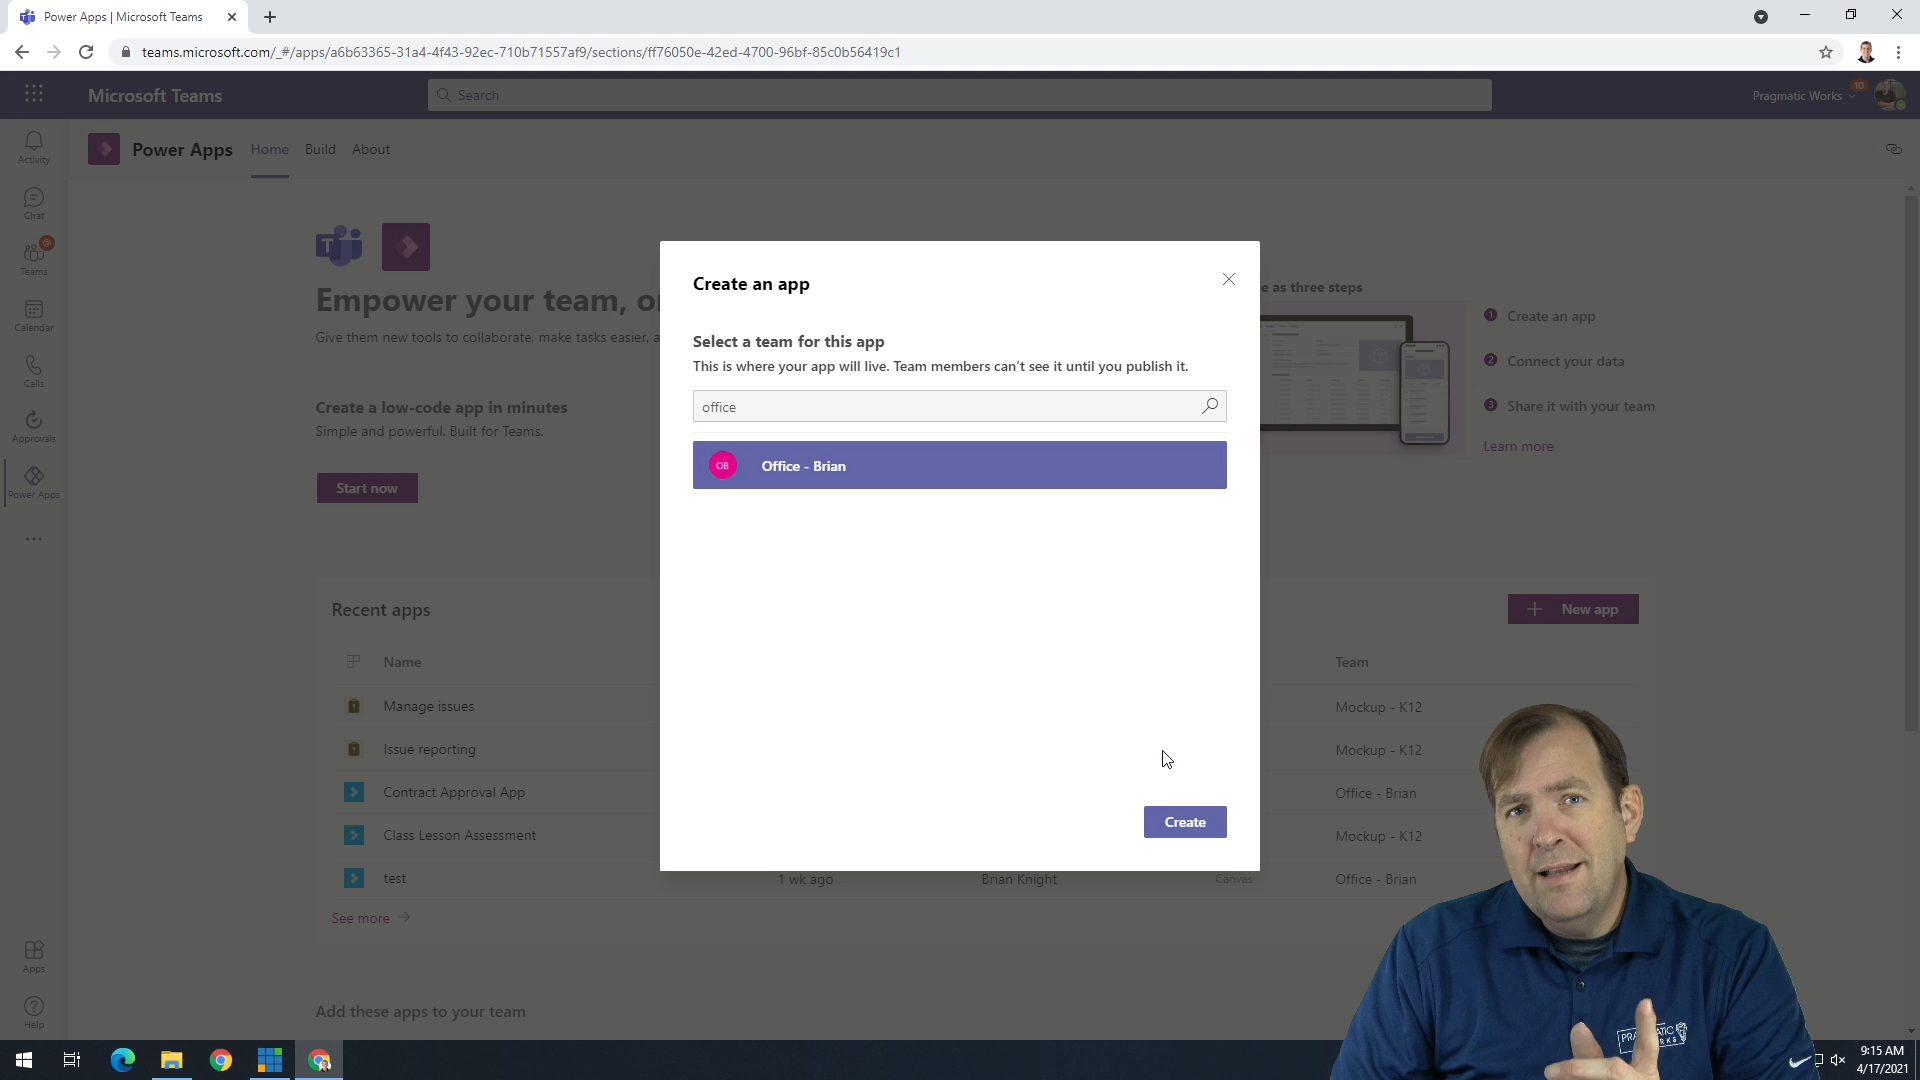 Power Apps | Microsoft Teams
teams.microsoft.com/_#/apps/a6b63365-31a4-4f43-92ec-710b71557af9/sections/ff76050e-42ed-4700-96bf-85c0b56419c1
Microsoft Teams
Search
Pragmatic Works
10
Activity
Chat
Teams
Calendar
Calls
Approvals
Power Apps
Apps
Help
Power Apps
Home
Build
About
T
Empower your team, o
Give them new tools to collaborate, make tasks easier, a
Create a low-code app in minutes
Simple and powerful. Built for Teams.
Start now
e as three steps
1 Create an app
2 Connect your data
3 Share it with your team
Learn more
Create an app
Select a team for this app
This is where your app will live. Team members can't see it until you publish it.
office
OB
Office - Brian
Create
Recent apps
New app
Name
Team
Manage issues
Mockup - K12
Issue reporting
Mockup - K12
Contract Approval App
Office - Brian
Class Lesson Assessment
Mockup - K12
test
1 wk ago
Brian Knight
Canvas
Office - Brian
See more
Add these apps to your team
9:15 AM
4/17/2021